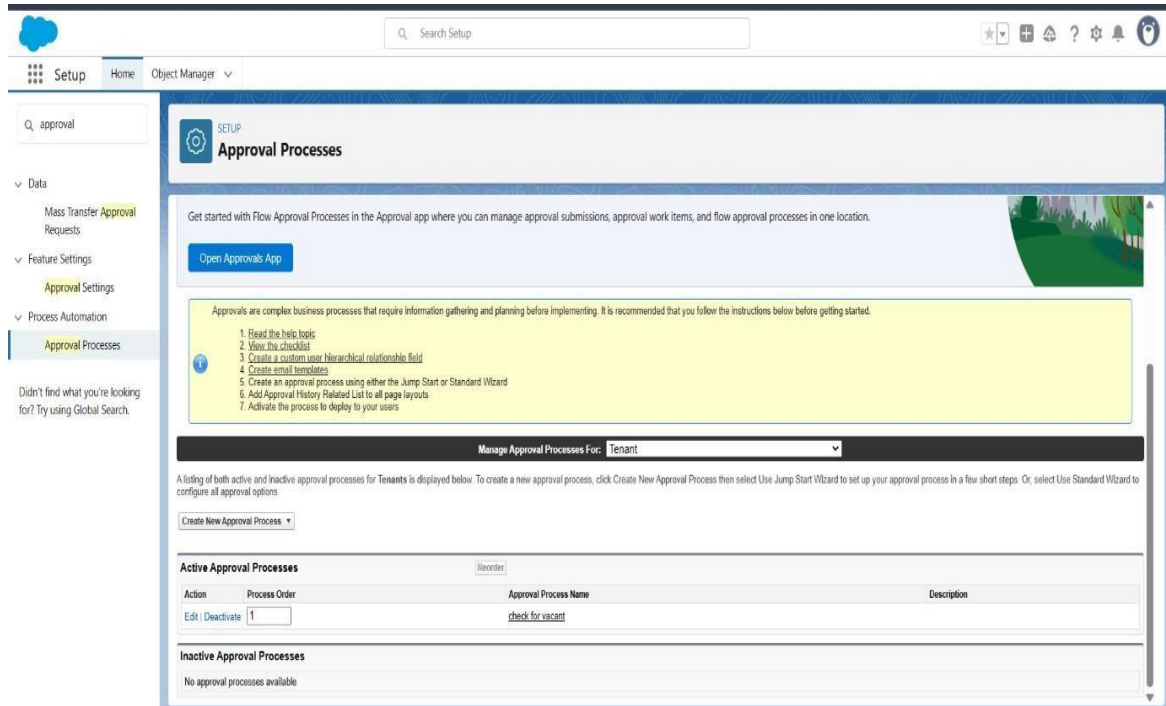 Search Setup
Setup
Home
Object Manager
approval
Data
Mass Transfer Approval
Requests
Feature Settings
Approval Settings
Process Automation
Approval Processes
Didn't find what you're looking
for? Try using Global Search.
SETUP
Approval Processes
Get started with Flow Approval Processes in the Approval app where you can manage approval submissions, approval work items, and flow approval processes in one location.
Open Approvals App
Approvals are complex business processes that require information gathering and planning before implementing. It is recommended that you follow the instructions below before getting started.
1. Read the help topic
2. View the checklist
3. Create a custom user hierarchical relationship field
4. Create email templates
5. Create an approval process using either the Jump Start or Standard Wizard
6. Add Approval History Related List to all page layouts
7. Activate the process to deploy to your users
Manage Approval Processes For: Tenant
A listing of both active and inactive approval processes for Tenants is displayed below. To create a new approval process, click Create New Approval Process then select Use Jump Start Wizard to set up your approval process in a few short steps. Or, select Use Standard Wizard to
configure all approval options.
Create New Approval Process
Active Approval Processes Reorder
Action Process Order Approval Process Name Description
Edit | Deactivate 1 check for vacant
Inactive Approval Processes
No approval processes available